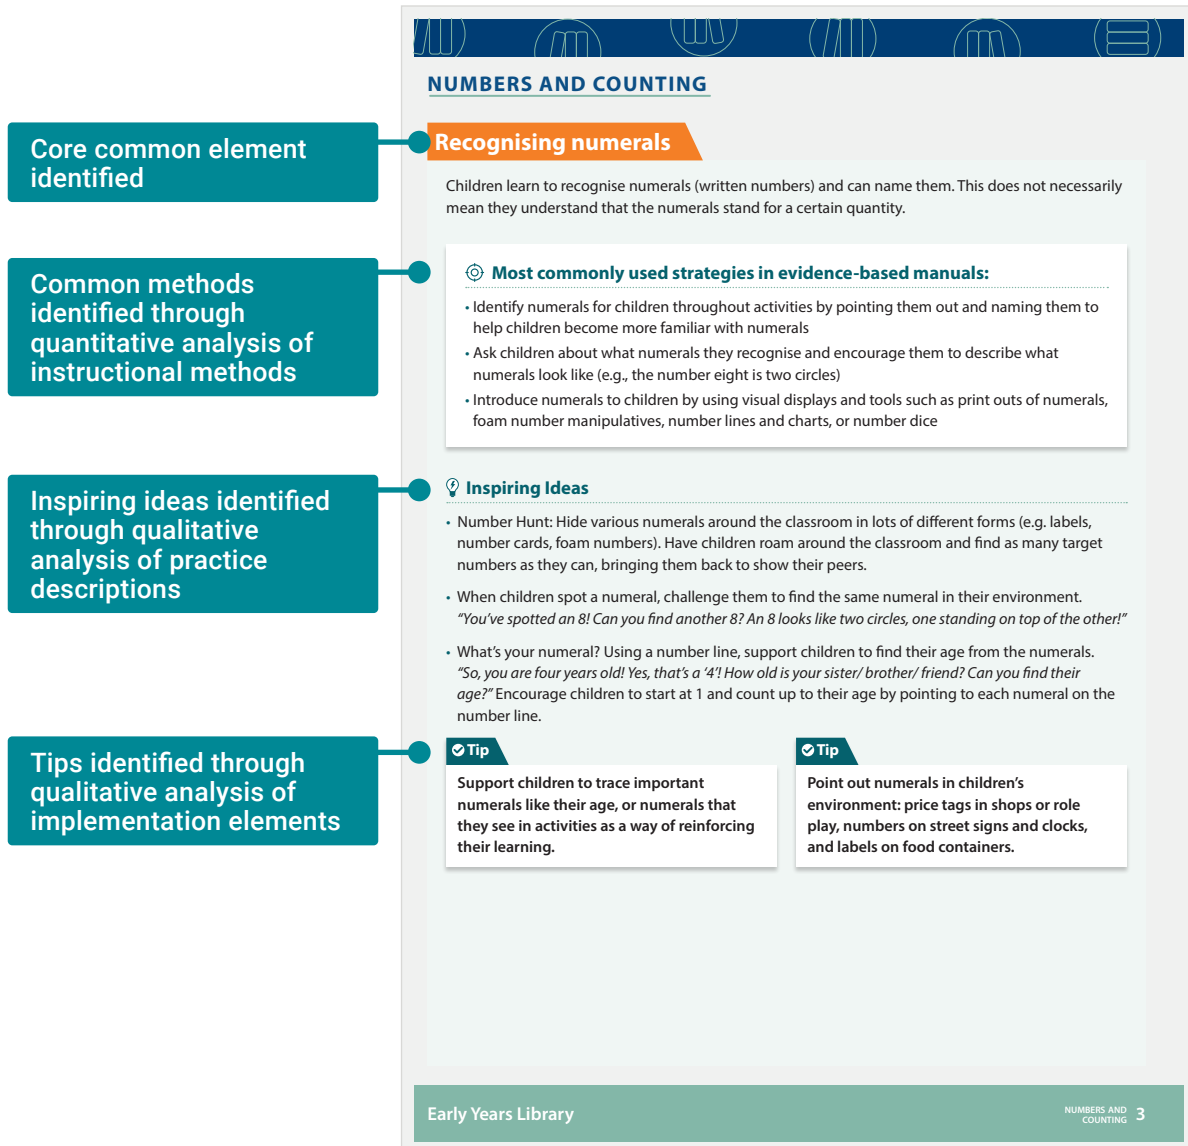 NUMBERS AND COUNTING
Core common element
identified
Recognising numerals
Children learn to recognise numerals (written numbers) and can name them. This does not necessarily
mean they understand that the numerals stand for a certain quantity.
Common methods
identified through
quantitative analysis of
instructional methods
Most commonly used strategies in evidence-based manuals:
• Identify numerals for children throughout activities by pointing them out and naming them to
help children become more familiar with numerals
• Ask children about what numerals they recognise and encourage them to describe what
numerals look like (e.g., the number eight is two circles)
• Introduce numerals to children by using visual displays and tools such as print outs of numerals,
foam number manipulatives, number lines and charts, or number dice
Inspiring ideas identified
through qualitative
analysis of practice
descriptions
Inspiring Ideas
• Number Hunt: Hide various numerals around the classroom in lots of different forms (e.g. labels,
number cards, foam numbers). Have children roam around the classroom and find as many target
numbers as they can, bringing them back to show their peers.
• When children spot a numeral, challenge them to find the same numeral in their environment.
“You’ve spotted an 8! Can you find another 8? An 8 looks like two circles, one standing on top of the other!”
• What’s your numeral? Using a number line, support children to find their age from the numerals.
“So, you are four years old! Yes, that’s a ‘4’! How old is your sister/ brother/ friend? Can you find their
age?” Encourage children to start at 1 and count up to their age by pointing to each numeral on the
number line.
Tips identified through
qualitative analysis of
implementation elements
Tip
Support children to trace important
numerals like their age, or numerals that
they see in activities as a way of reinforcing
their learning.
Tip
Point out numerals in children’s
environment: price tags in shops or role
play, numbers on street signs and clocks,
and labels on food containers.
Early Years Library
NUMBERS AND
COUNTING 3